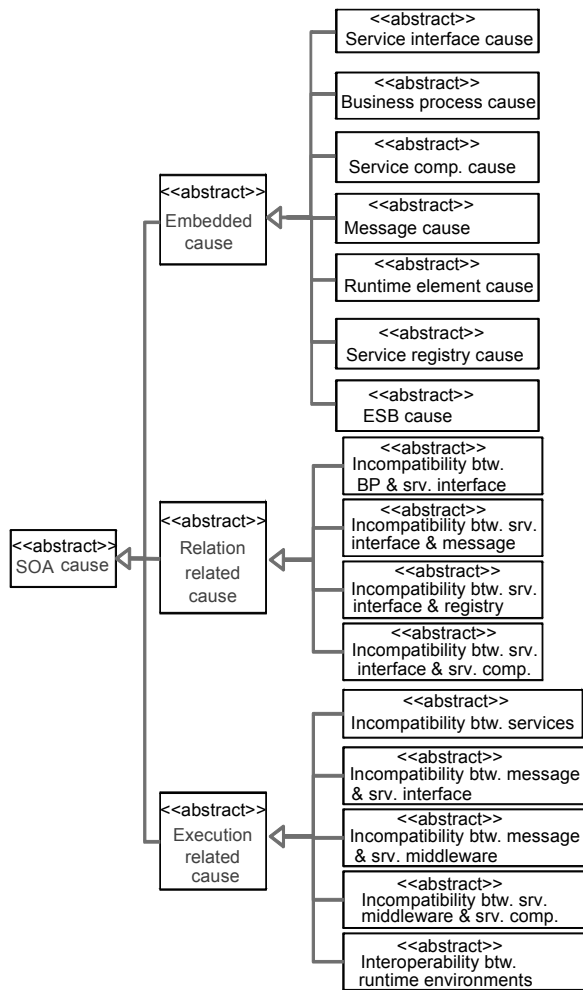 <<abstract>>
Service interface cause
<<abstract>>
Business process cause
<<abstract>>
Service comp. cause
<<abstract>>
Message cause
<<abstract>>
Runtime element cause
<<abstract>>
Service registry cause
<<abstract>>
ESB cause
<<abstract>>
Embedded
cause
<<abstract>>
Incompatibility btw.
BP & srv. interface
<<abstract>>
Incompatibility btw. srv.
interface & message
<<abstract>>
Incompatibility btw. srv.
interface & registry
<<abstract>>
Incompatibility btw. srv.
interface & srv. comp.
<<abstract>>
Relation
related
cause
<<abstract>>
SOA cause
<<abstract>>
Incompatibility btw. services
<<abstract>>
Incompatibility btw. message
& srv. interface
<<abstract>>
Incompatibility btw. message
& srv. middleware
<<abstract>>
Incompatibility btw. srv.
middleware & srv. comp.
<<abstract>>
Interoperability btw.
runtime environments
<<abstract>>
Execution
related
cause